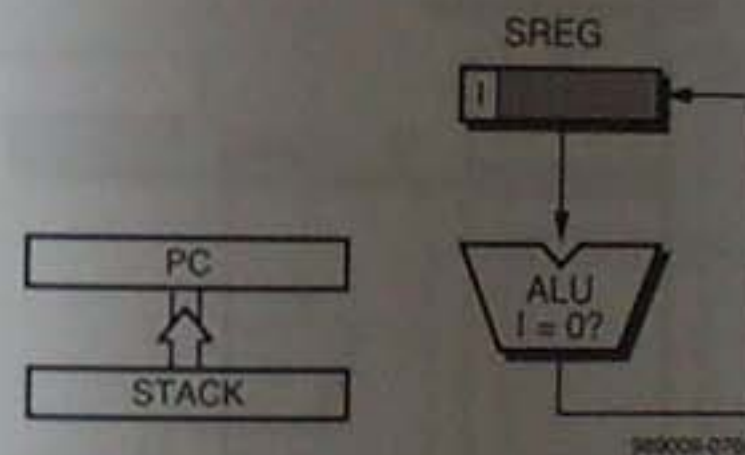 SREG
I
PC
ALU
I = 0?
STACK